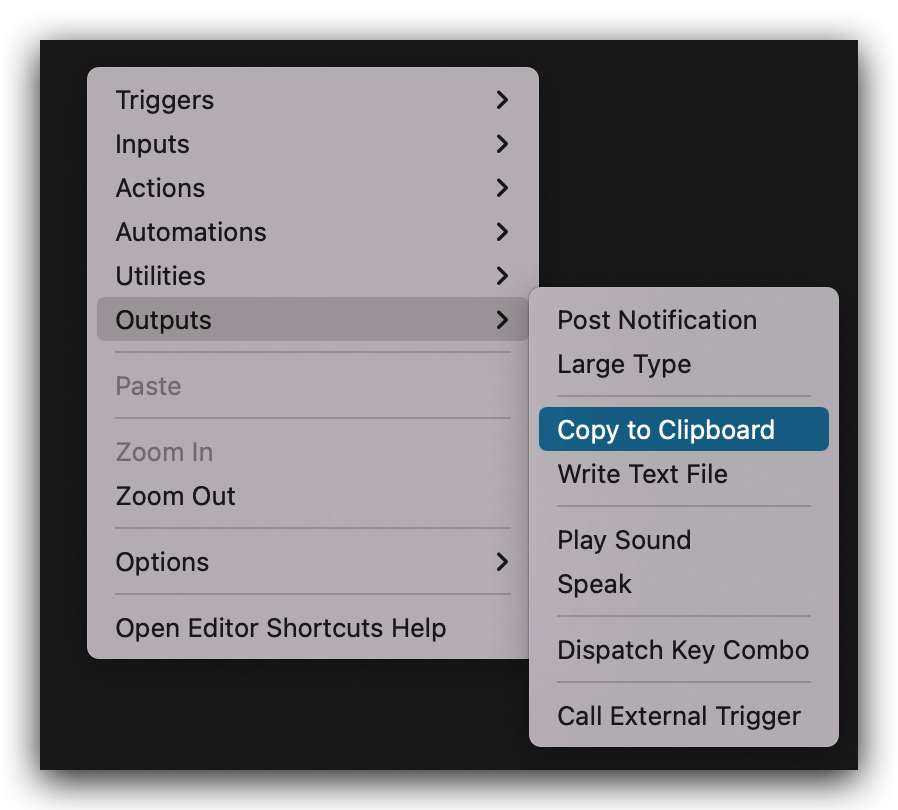 Triggers
Inputs
Actions
Automations
Utilities
Outputs
Paste
Zoom In
Zoom Out
Options
Open Editor Shortcuts Help
Post Notification
Large Type
Copy to Clipboard
Write Text File
Play Sound
Speak
Dispatch Key Combo
Call External Trigger